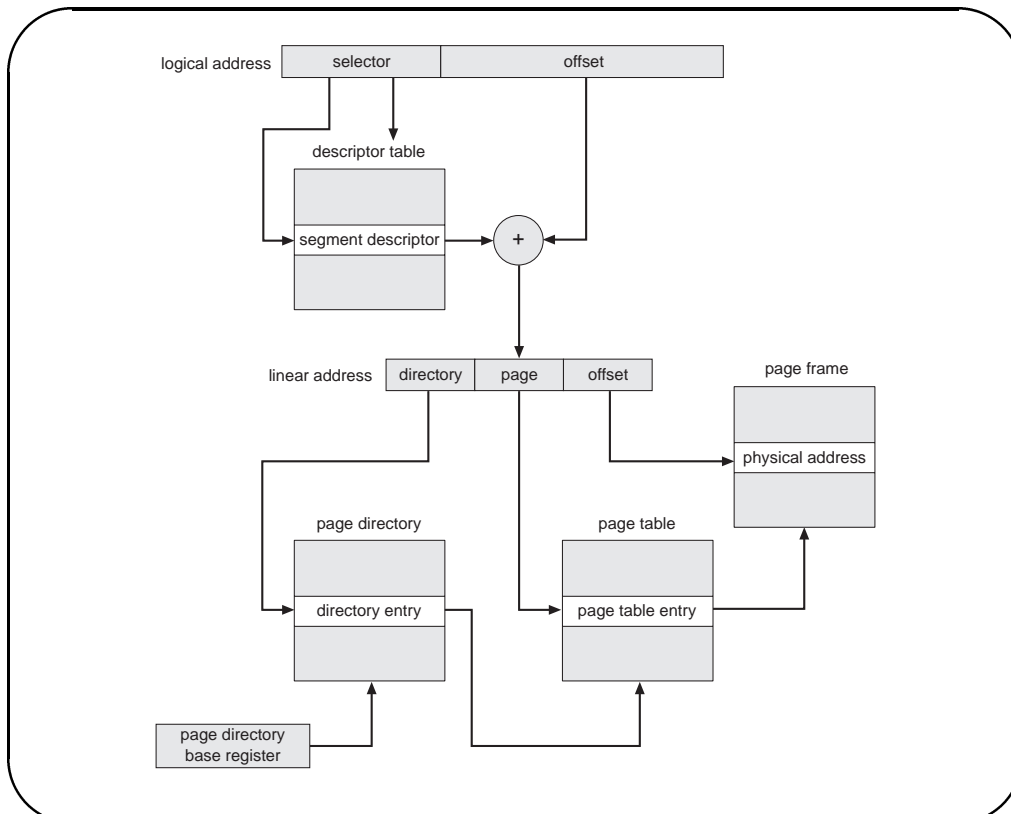 logical address
selector
offset
descriptor table
segment descriptor
+
linear address
directory
page
offset
page frame
physical address
page directory
directory entry
page table
page table entry
page directory
base register